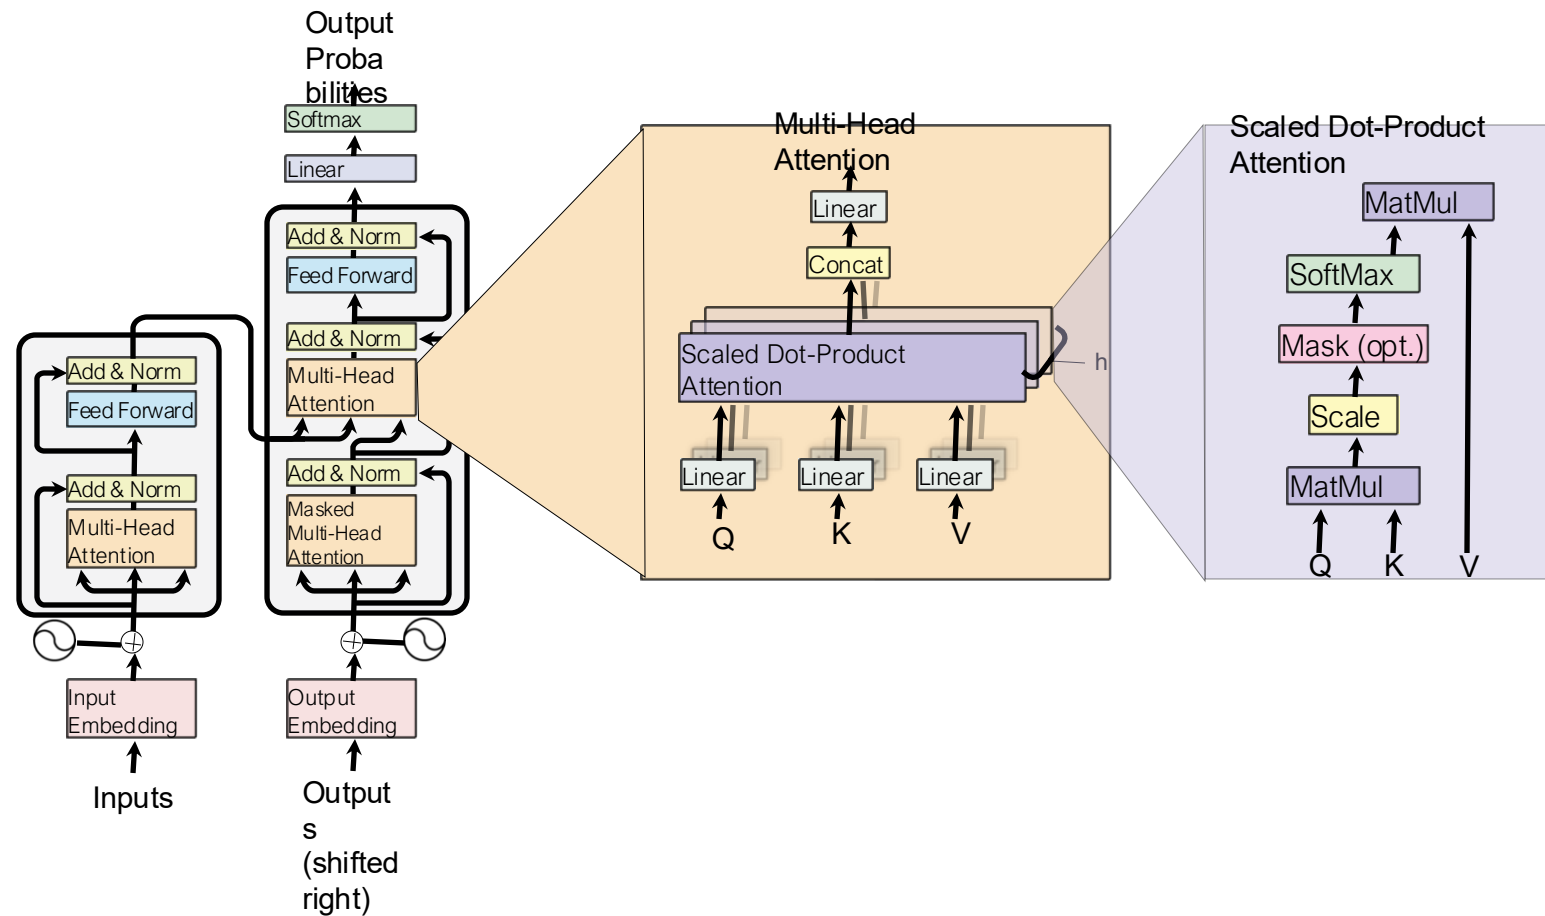 Output
Proba
bilities
Softmax
Linear
Add & Norm
Feed Forward
Add & Norm
Multi-Head
Attention
Add & Norm
Masked
Multi-Head
Attention
Output
Embedding
Output
s
(shifted
right)
Add & Norm
Feed Forward
Add & Norm
Multi-Head
Attention
Input
Embedding
Inputs
Multi-Head
Attention
Linear
Concat
Scaled Dot-Product
Attention
h
Linear
Linear
Linear
Q
K
V
Scaled Dot-Product
Attention
MatMul
SoftMax
Mask (opt.)
Scale
MatMul
Q
K
V